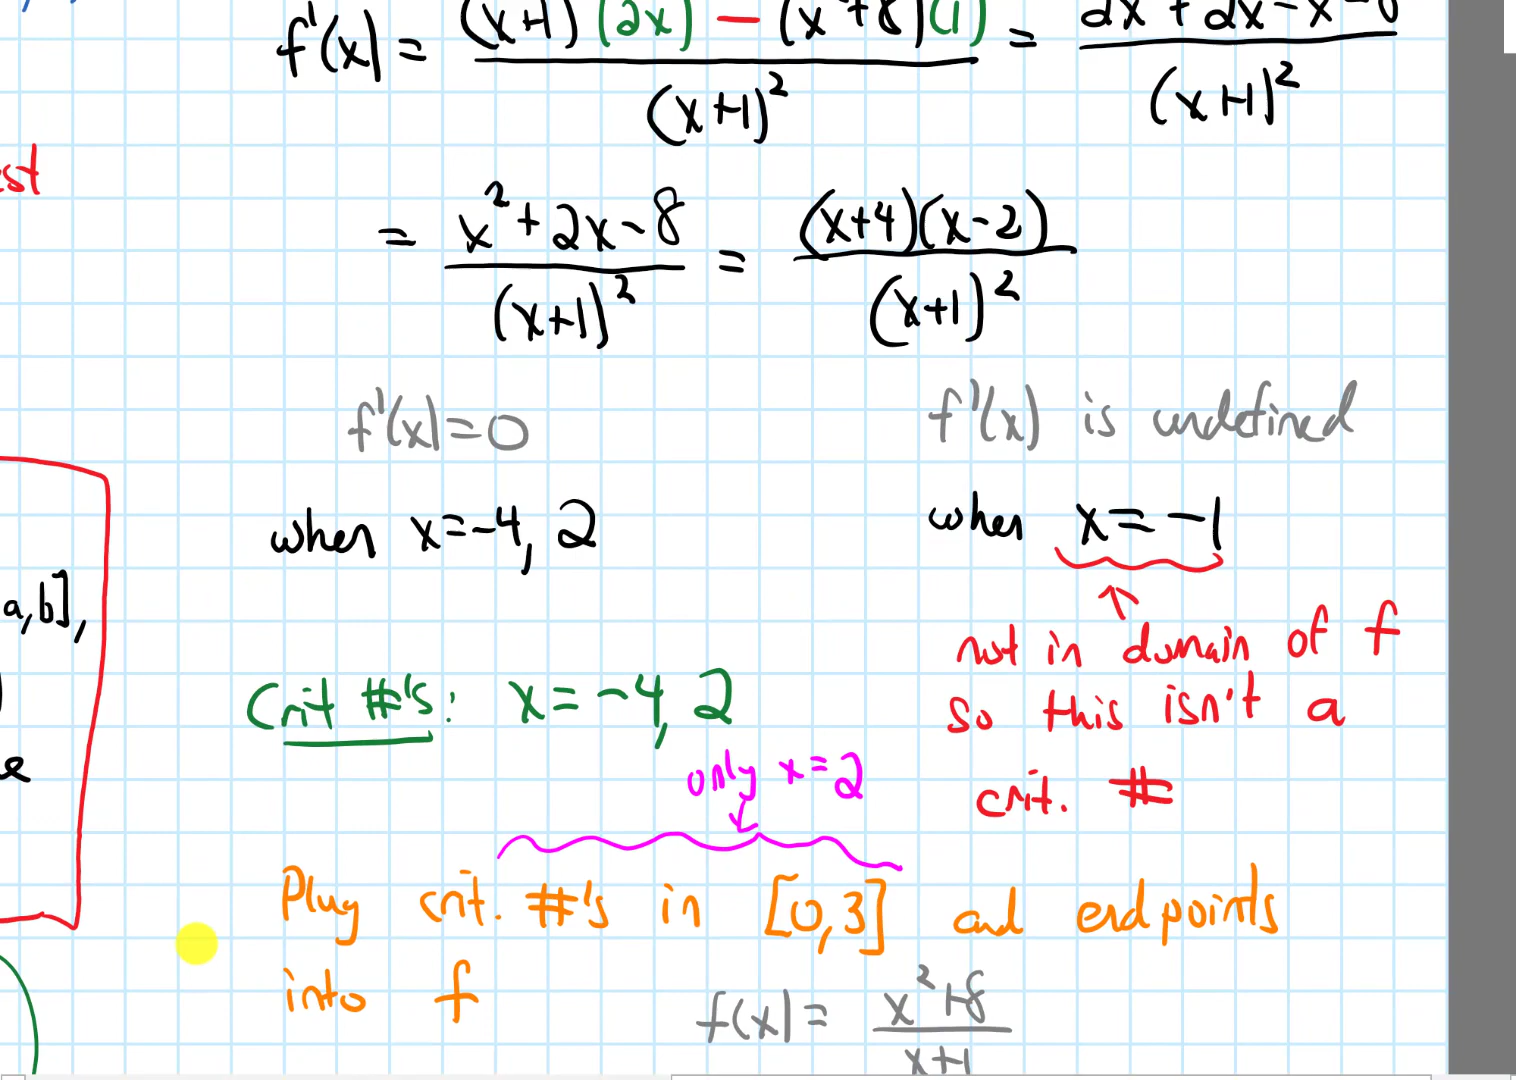 f'(x) = (x+1)(2x) - (x²+8)(1) / (x+1)² = 2x²+2x-x²-8 / (x+1)²
st
= x²+2x-8 / (x+1)² = (x+4)(x-2) / (x+1)²
f'(x)=0
f'(x) is undefined
when x=-4, 2
when x=-1
a,b],
not in domain of f
so this isn't a
crit. #
Crit #'s: x=-4, 2
e
only x=2
Plug crit. #'s in [0,3] and endpoints
into f
f(x) = x²+8 / x+1